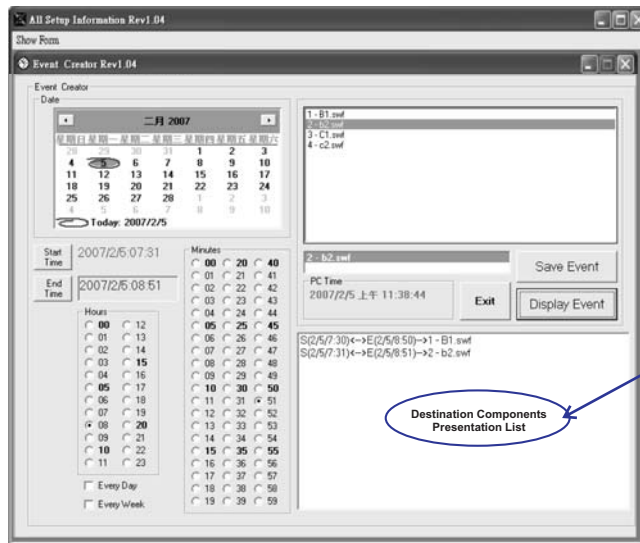 All Setup Information Rev1.04
Show Form
Event Creator Rev1.04
Event Creator
Date
二月 2007
星期日 星期一 星期二 星期三 星期四 星期五 星期六
28 29 30 31 1 2 3
4 5 6 7 8 9 10
11 12 13 14 15 16 17
18 19 20 21 22 23 24
25 26 27 28 1 2 3
4 5 6 7 8 9 10
Today: 2007/2/5
1 - B1.swf
2 - b2.swf
3 - C1.swf
4 - c2.swf
Start Time
2007/2/5:07:31
End Time
2007/2/5:08:51
Hours
00 12
01 13
02 14
03 15
04 16
05 17
06 18
07 19
08 20
09 21
10 22
11 23
Every Day
Every Week
Minutes
00 20 40
01 21 41
02 22 42
03 23 43
04 24 44
05 25 45
06 26 46
07 27 47
08 28 48
09 29 49
10 30 50
11 31 51
12 32 52
13 33 53
14 34 54
15 35 55
16 36 56
17 37 57
18 38 58
19 39 59
2 - b2.swf
Save Event
PC Time
2007/2/5 上午 11:38:44
Exit
Display Event
S(2/5/7:30)<-->E(2/5/8:50)-->1 - B1.swf
S(2/5/7:31)<-->E(2/5/8:51)-->2 - b2.swf
Destination Components
Presentation List